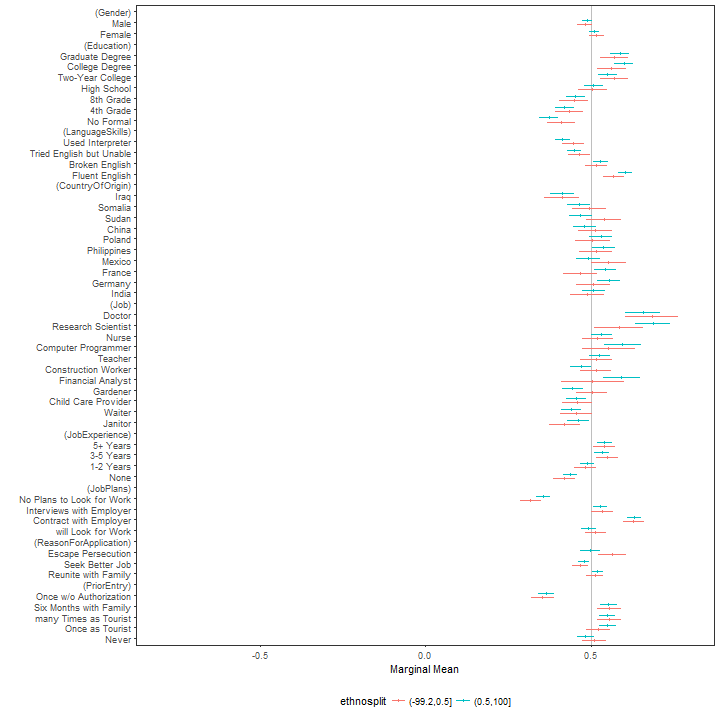 (Gender)
Male
Female
(Education)
Graduate Degree
College Degree
Two-Year College
High School
8th Grade
4th Grade
No Formal
(LanguageSkills)
Used Interpreter
Tried English but Unable
Broken English
Fluent English
(CountryOfOrigin)
Iraq
Somalia
Sudan
China
Poland
Philippines
Mexico
France
Germany
India
(Job)
Doctor
Research Scientist
Nurse
Computer Programmer
Teacher
Construction Worker
Financial Analyst
Gardener
Child Care Provider
Waiter
Janitor
(JobExperience)
5+ Years
3-5 Years
1-2 Years
None
(JobPlans)
No Plans to Look for Work
Interviews with Employer
Contract with Employer
will Look for Work
(ReasonForApplication)
Escape Persecution
Seek Better Job
Reunite with Family
(PriorEntry)
Once w/o Authorization
Six Months with Family
many Times as Tourist
Once as Tourist
Never
-0.5 0.0 0.5
Marginal Mean
ethnosplit (-99.2,0.5] (0.5,100]